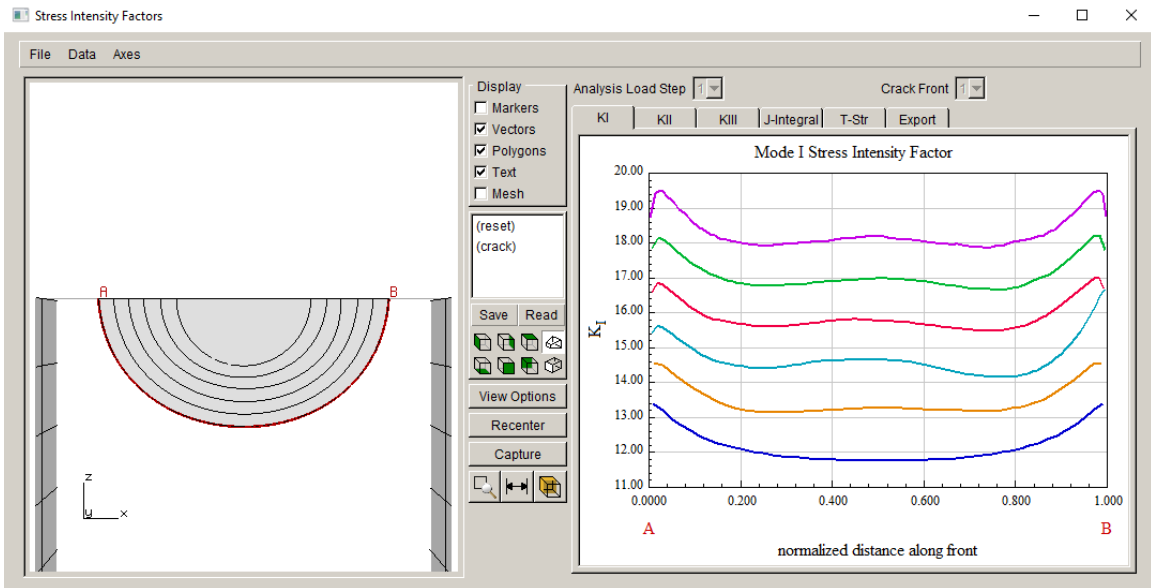 Stress Intensity Factors
File Data Axes
A B
z
y x
Display
Markers
Vectors
Polygons
Text
Mesh
(reset)
(crack)
Save Read
View Options
Recenter
Capture
Analysis Load Step 1 Crack Front 1
KI KII KIII J-Integral T-Str Export
Mode I Stress Intensity Factor
20.00
19.00
18.00
17.00
16.00
15.00
14.00
13.00
12.00
11.00
KI
0.0000 0.200 0.400 0.600 0.800 1.000
A B
normalized distance along front